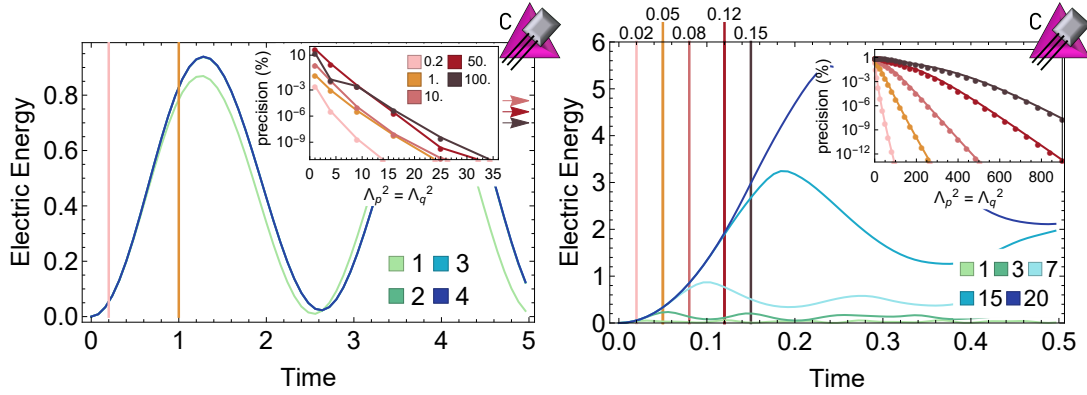 C
Electric Energy
0.8
0.6
0.4
0.2
0.0
0 1 2 3 4 5
Time
1 3
2 4
precision (%)
10
10⁻³
10⁻⁶
10⁻⁹
0 5 10 15 20 25 30 35
Λp² = Λq²
0.2 50.
1. 100.
10.
C
0.05 0.12
0.02 0.08 0.15
Electric Energy
6
5
4
3
2
1
0
0.0 0.1 0.2 0.3 0.4 0.5
Time
1 3 7
15 20
precision (%)
1
10⁻³
10⁻⁶
10⁻⁹
10⁻¹²
0 200 400 600 800
Λp² = Λq²